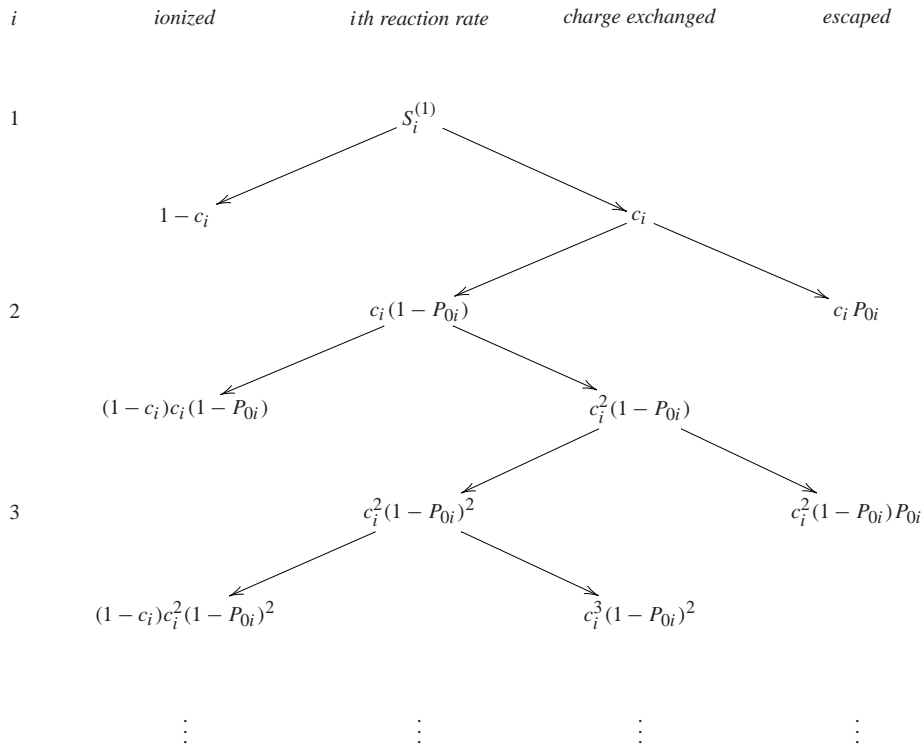 i ionized ith reaction rate charge exchanged escaped
1 S_i^{(1)}
1 − c_i c_i
2 c_i(1 − P_{0i}) c_i P_{0i}
(1 − c_i)c_i(1 − P_{0i}) c_i^2(1 − P_{0i})
3 c_i^2(1 − P_{0i})^2 c_i^2(1 − P_{0i})P_{0i}
(1 − c_i)c_i^2(1 − P_{0i})^2 c_i^3(1 − P_{0i})^2
⋮ ⋮ ⋮ ⋮